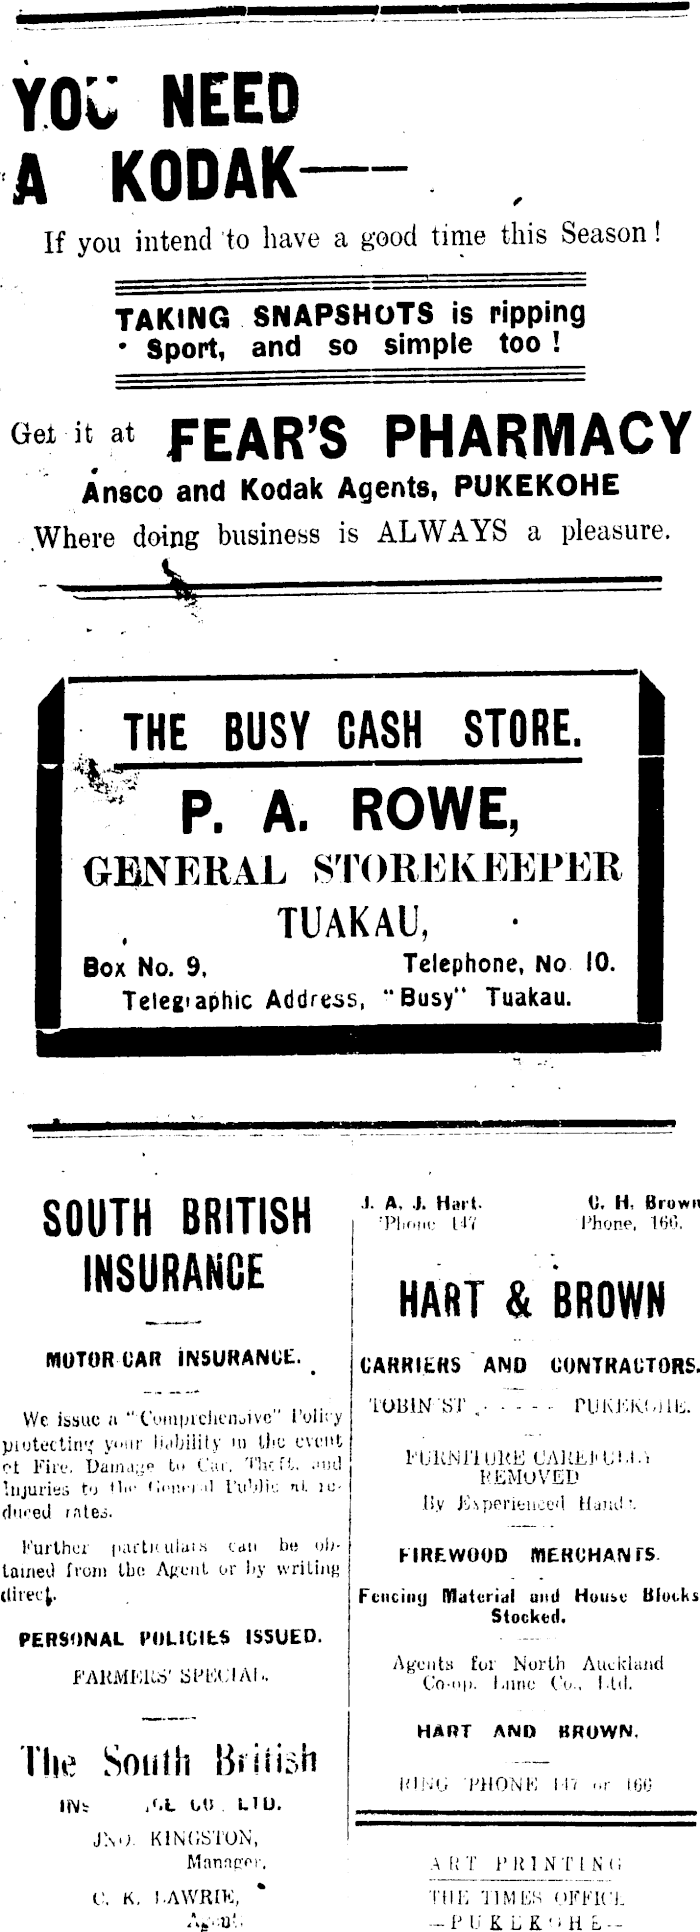 YOU NEED
A KODAK——
If you intend to have a good time this Season!
TAKING SNAPSHOTS is ripping
Sport, and so simple too!
Get it at FEAR'S PHARMACY
Ansco and Kodak Agents, PUKEKOHE
Where doing business is ALWAYS a pleasure.
THE BUSY CASH STORE.
P. A. ROWE,
GENERAL STOREKEEPER
TUAKAU,
Box No. 9, Telephone, No 10.
Telegraphic Address, "Busy" Tuakau.
SOUTH BRITISH
INSURANCE
MOTOR CAR INSURANCE.
We issue a "Comprehensive" Policy
protecting your liability in the event
of Fire, Damage to Car, Theft, and
Injuries to the General Public at re-
duced rates.
Further particulars can be ob-
tained from the Agent or by writing
direct.
PERSONAL POLICIES ISSUED.
FARMERS' SPECIAL.
The South British
CO., LTD.
JNO. KINGSTON,
Manager.
C. K. LAWRIE,
Agent.
J. A. J. Hart. C. H. Brown
'Phone 147 Phone, 166.
HART & BROWN
CARRIERS AND CONTRACTORS.
TOBIN ST . - - - - PUKEKOHE.
FURNITURE CAREFULLY
REMOVED
By Experienced Hands.
FIREWOOD MERCHANTS.
Fencing Material and House Blocks
Stocked.
Agents for North Auckland
Co-op. Lime Co., Ltd.
HART AND BROWN.
RING 'PHONE 147 or 166
ART PRINTING
THE TIMES OFFICE
—PUKEKOHE—